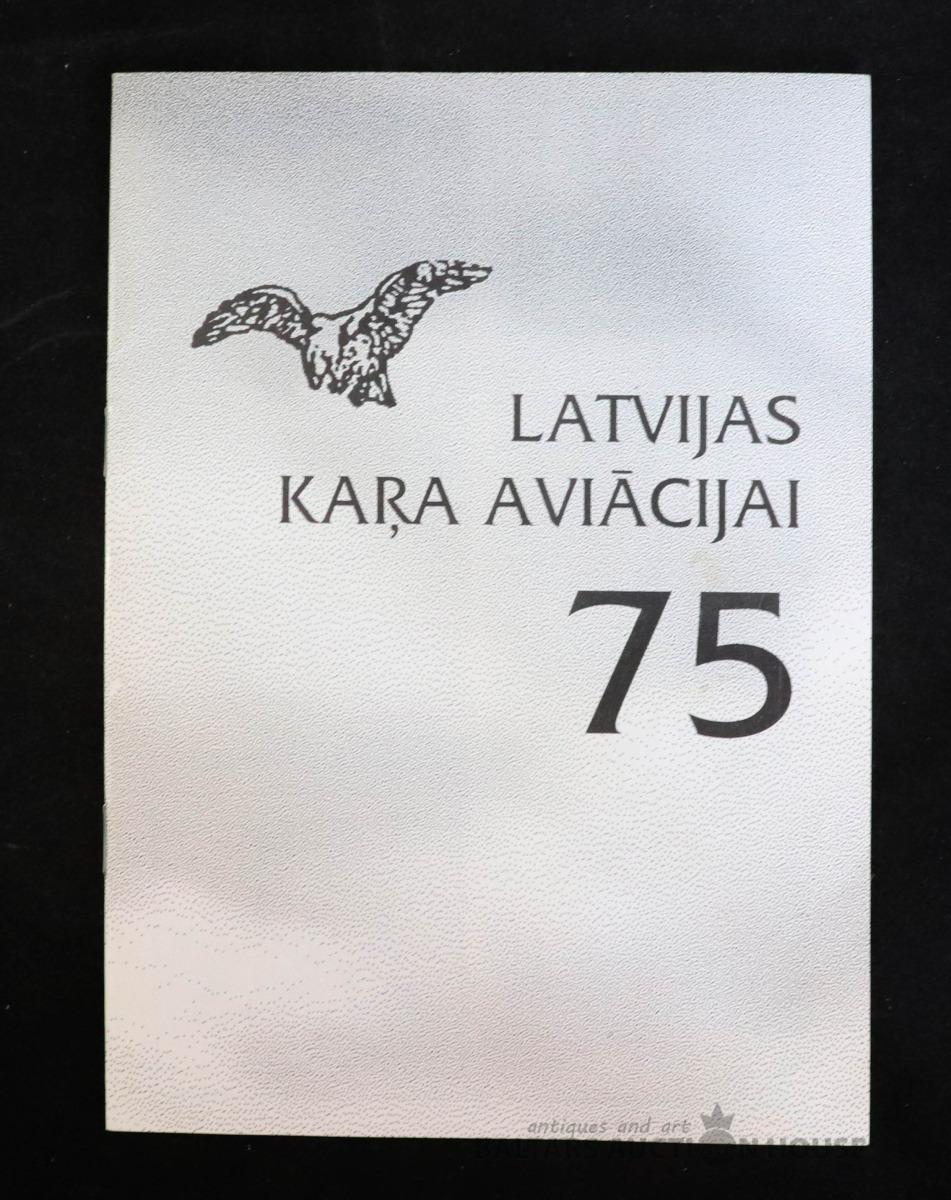 LATVIJAS
KAŖA AVIĀCIJAI
75
antiques and art